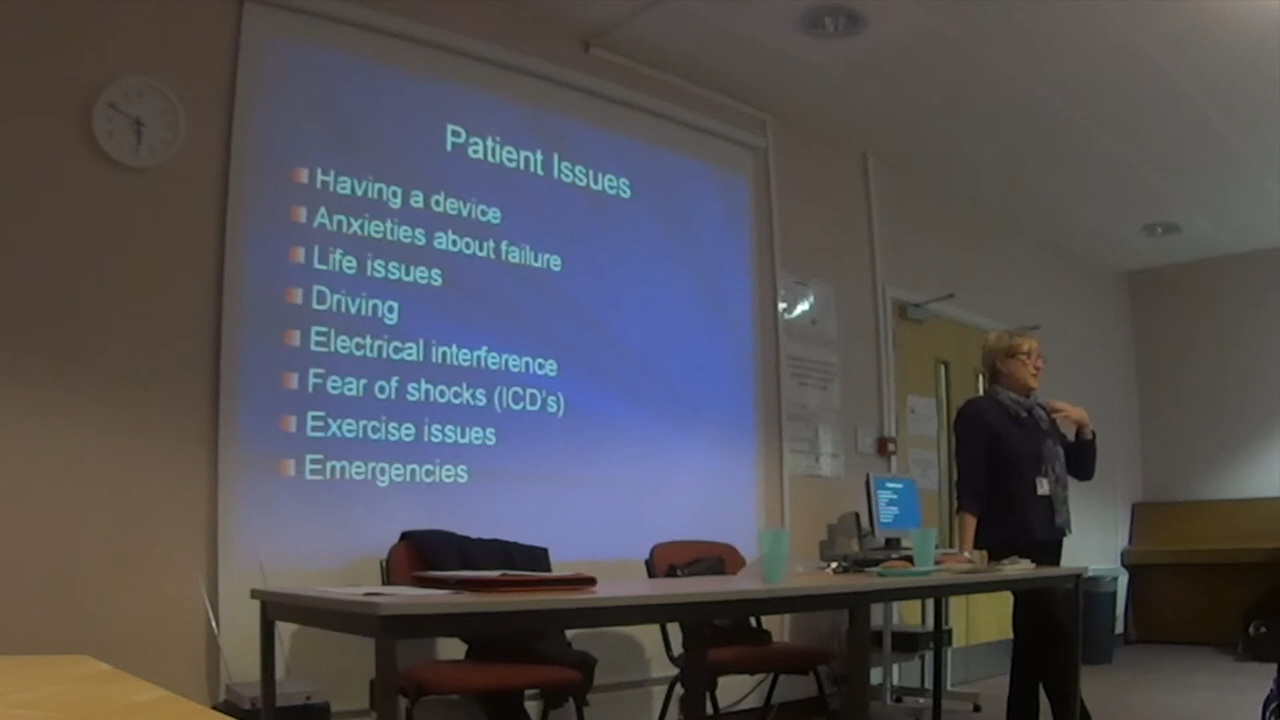 Patient Issues
Having a device
Anxieties about failure
Life issues
Driving
Electrical interference
Fear of shocks (ICD's)
Exercise issues
Emergencies